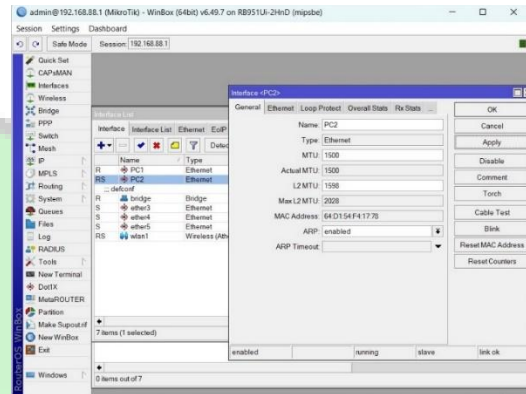 admin@192.168.88.1 (MikroTik) - WinBox (64bit) v6.49.7 on RB951Ui-2HnD (mipsbe)
Session Settings Dashboard
Safe Mode Session: 192.168.88.1
Quick Set
CAPsMAN
Interfaces
Wireless
Bridge
PPP
Switch
Mesh
IP
MPLS
Routing
System
Queues
Files
Log
RADIUS
Tools
New Terminal
Dot1X
MetaROUTER
Partition
Make Supout.rif
New WinBox
Exit
Windows
RouterOS WinBox
Interface List
Interface Interface List Ethernet EoIP
Detec
Name / Type
R PC1 Ethernet
RS PC2 Ethernet
;;; defconf
R bridge Bridge
S ether3 Ethernet
S ether4 Ethernet
S ether5 Ethernet
RS wlan1 Wireless (Athe
7 items (1 selected)
0 items out of 7
Interface <PC2>
General Ethernet Loop Protect Overall Stats Rx Stats ...
Name: PC2
Type: Ethernet
MTU: 1500
Actual MTU: 1500
L2 MTU: 1598
Max L2 MTU: 2028
MAC Address: 64:D1:54:F4:17:78
ARP: enabled
ARP Timeout:
OK
Cancel
Apply
Disable
Comment
Torch
Cable Test
Blink
Reset MAC Address
Reset Counters
enabled running slave link ok